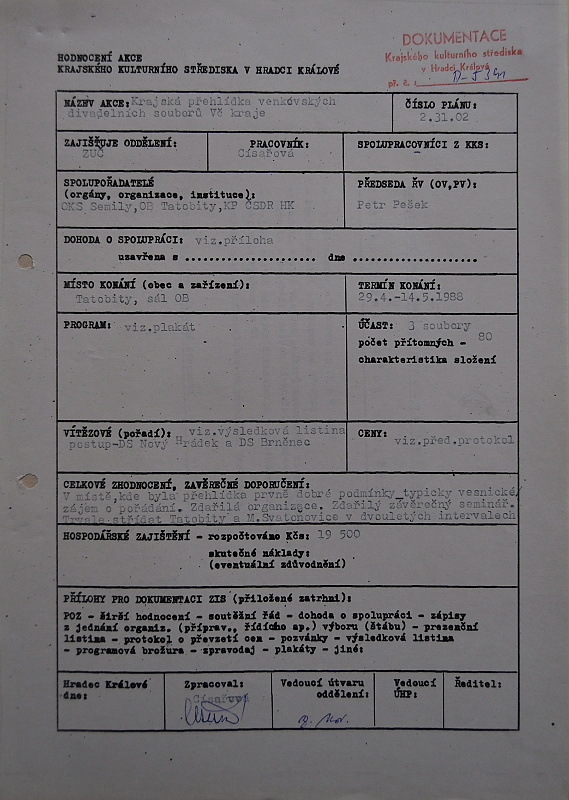 DOKUMENTACE
Krajského kulturního střediska
v Hradci Králové
př. č.
HODNOCENÍ AKCE
KRAJSKÉHO KULTURNÍHO STŘEDISKA V HRADCI KRÁLOVÉ
NÁZEV AKCE: Krajská přehlídka venkovských
divadelních souborů Vč kraje
ČÍSLO PLÁNU:
2.31.02
ZAJIŠŤUJE ODDĚLENÍ:
ZUČ
PRACOVNÍK:
Císařová
SPOLUPRACOVNÍCI Z KKS:
SPOLUPOŘADATELÉ
(orgány, organizace, instituce):
OKS Semily,OB Tatobity,KP ČSDR HK
PŘEDSEDA ŘV (OV,PV):
Petr Pešek
DOHODA O SPOLUPRÁCI: viz.příloha
uzavřena s ..................... dne ....................
MÍSTO KONÁNÍ (obec a zařízení):
Tatobity, sál OB
TERMÍN KONÁNÍ:
29.4.-14.5.1988
PROGRAM: viz.plakát
ÚČAST: 3 soubory
počet přítomných - 80
charakteristika složení
VÍTĚZOVÉ (pořadí): viz.výsledková listina
postup-DS Nový Hrádek a DS Brněnec
CENY:
viz.před.protokol
CELKOVÉ ZHODNOCENÍ, ZÁVĚREČNÉ DOPORUČENÍ:
V místě,kde byla přehlídka prvně dobré podmínky typicky vesnické,
zájem o pořádání. Zdařilá organizace. Zdařilý závěrečný seminář.
Trvale střídat Tatobity a M.Svatoňovice v dvouletých intervalech
HOSPODÁŘSKÉ ZAJIŠTĚNÍ - rozpočtováno Kčs: 19 500
skutečné náklady:
(eventuální zdůvodnění)
PŘÍLOHY PRO DOKUMENTACI ZIS (přiložené zatrhni):
POZ - širší hodnocení - soutěžní řád - dohoda o spolupráci - zápisy
z jednání organiz. (příprav., řídícího ap.) výboru (štábu) - prezenční
listina - protokol o převzetí cen - pozvánky - výsledková listina
- programová brožura - zpravodaj - plakáty - jiné:
Hradec Králové
dne:
Zpracoval:
Císařová
Vedoucí útvaru
oddělení:
Vedoucí
ÚHP:
Ředitel: